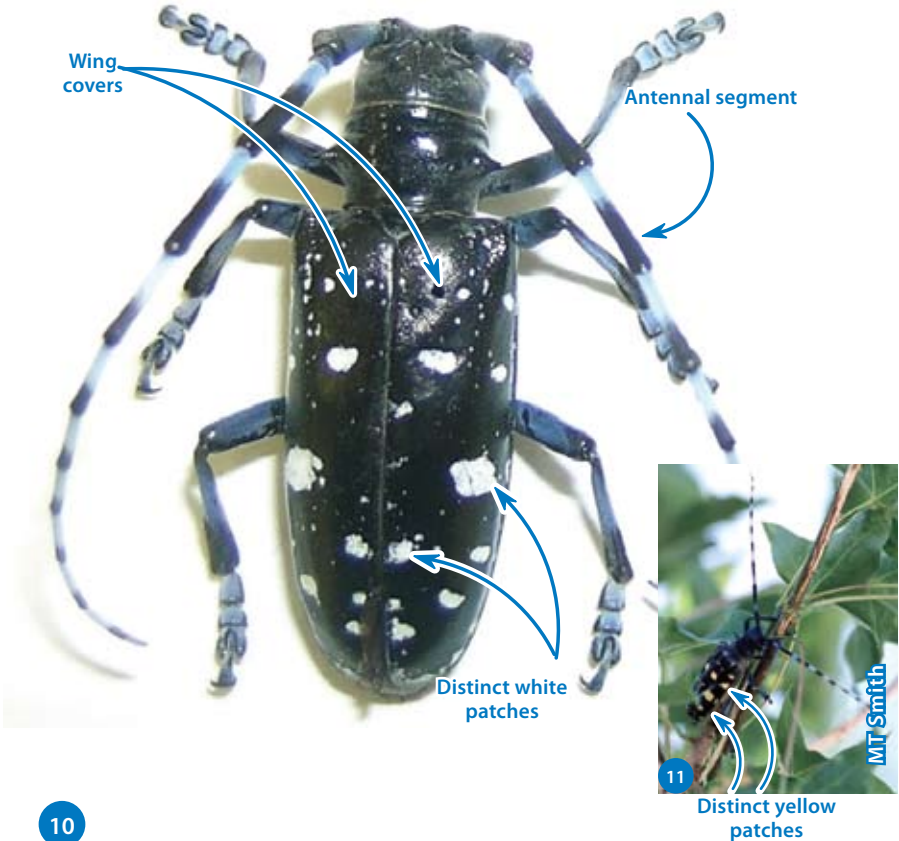 Wing
covers
Antennal segment
Distinct white
patches
MT Smith
11
Distinct yellow
patches
10